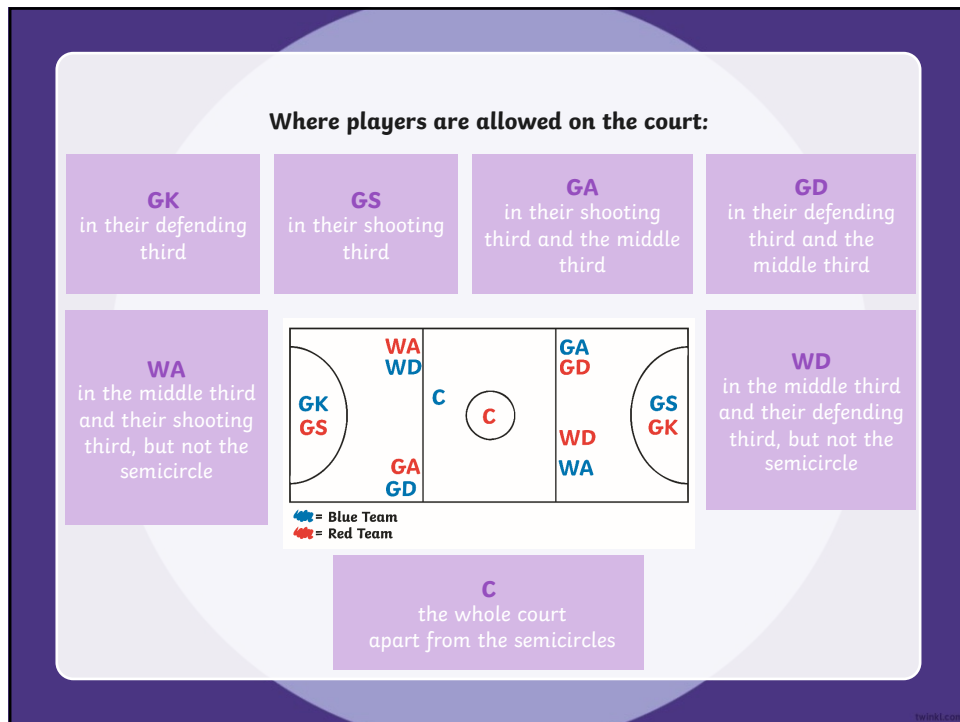 Where players are allowed on the court:
GK
in their defending
third
GS
in their shooting
third
GA
in their shooting
third and the middle
third
GD
in their defending
third and the
middle third
WA
in the middle third
and their shooting
third, but not the
semicircle
WA
WD
GK
GS
GA
GD
C
C
GA
GD
WD
WA
GS
GK
= Blue Team
= Red Team
WD
in the middle third
and their defending
third, but not the
semicircle
C
the whole court
apart from the semicircles